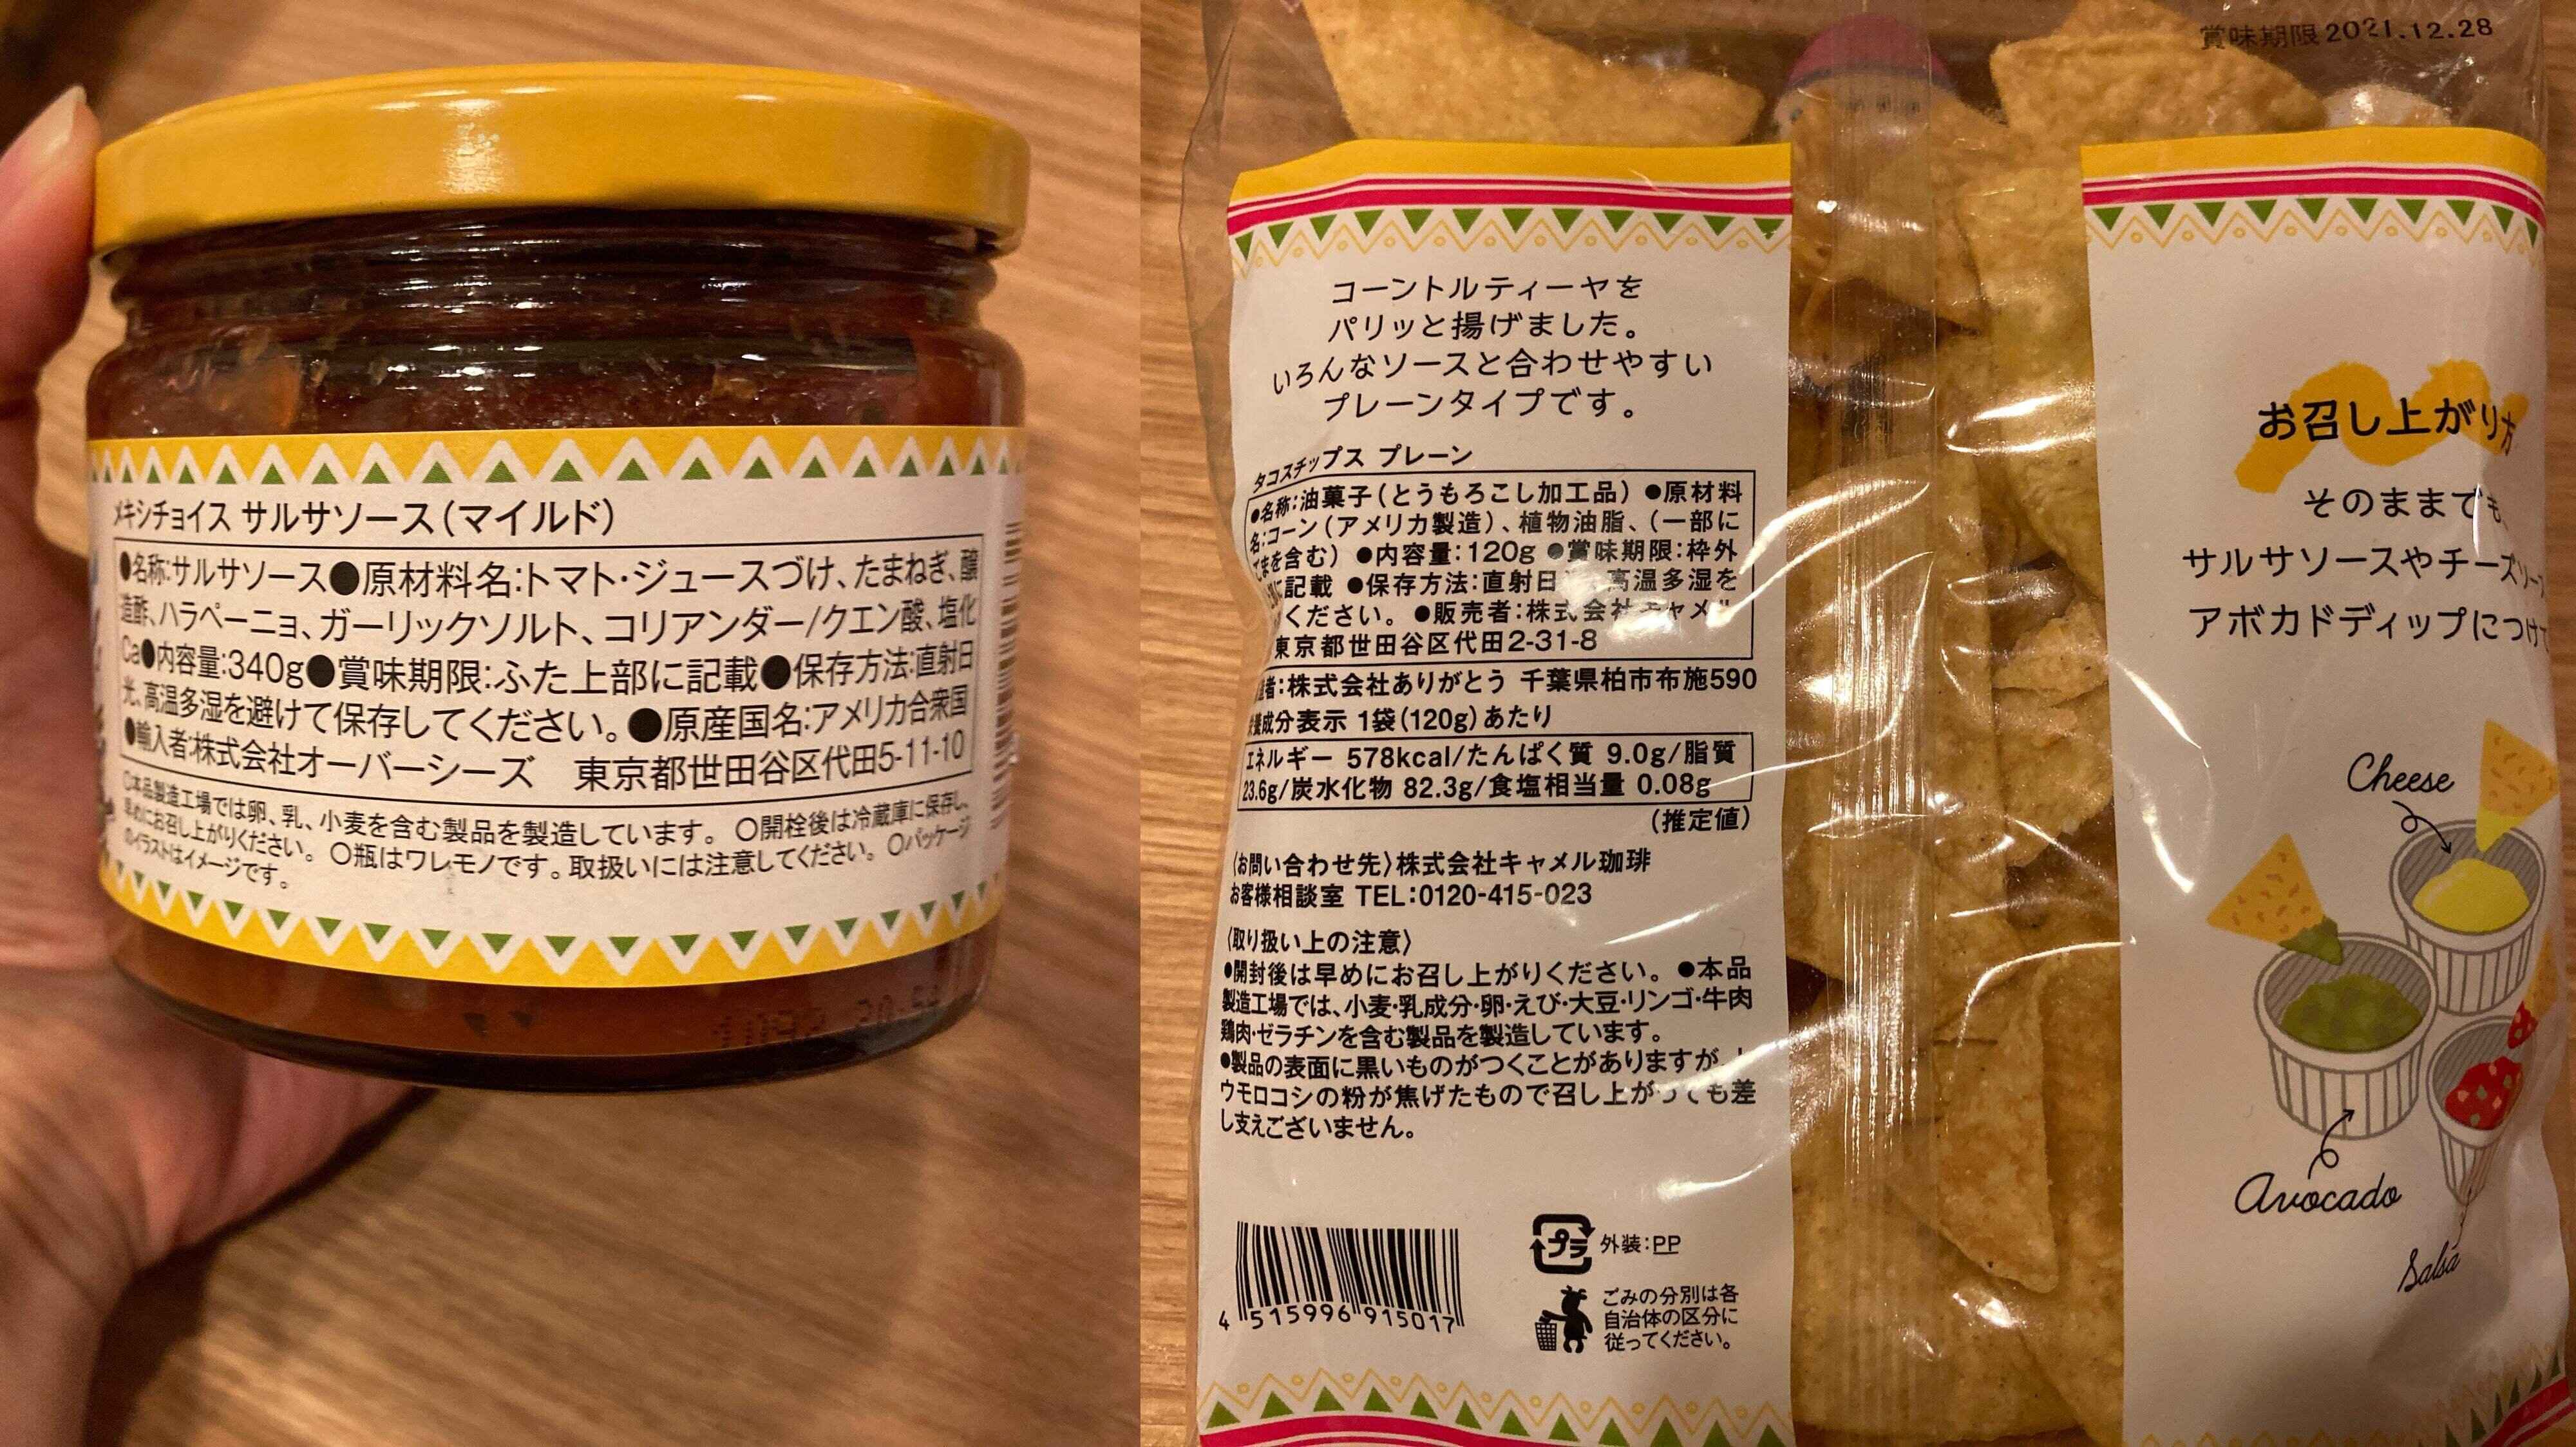 メキシチョイス サルサソース(マイルド)
●名称:サルサソース●原材料名:トマト・ジュースづけ、たまねぎ、醸
造酢、ハラペーニョ、ガーリックソルト、コリアンダー/クエン酸、塩化
Ca●内容量:340g●賞味期限:ふた上部に記載●保存方法:直射日
光、高温多湿を避けて保存してください。●原産国名:アメリカ合衆国
●輸入者:株式会社オーバーシーズ 東京都世田谷区代田5-11-10
○本品製造工場では卵、乳、小麦を含む製品を製造しています。○開栓後は冷蔵庫に保存し、
早めにお召し上がりください。○瓶はワレモノです。取扱いには注意してください。○パッケージ
のイラストはイメージです。
賞味期限2021.12.28
コーントルティーヤを
パリッと揚げました。
いろんなソースと合わせやすい
プレーンタイプです。
タコスチップス プレーン
●名称:油菓子(とうもろこし加工品) ●原材料
名:コーン(アメリカ製造)、植物油脂、(一部に
ごまを含む) ●内容量:120g ●賞味期限:枠外
に記載 ●保存方法:直射日 高温多湿を
ください。 ●販売者:株式会社キャメル
東京都世田谷区代田2-31-8
者:株式会社ありがとう 千葉県柏市布施590
栄養成分表示 1袋(120g)あたり
エネルギー 578kcal/たんぱく質 9.0g/脂質
23.6g/炭水化物 82.3g/食塩相当量 0.08g
(推定値)
〈お問い合わせ先〉株式会社キャメル珈琲
お客様相談室 TEL:0120-415-023
〈取り扱い上の注意〉
●開封後は早めにお召し上がりください。 ●本品
製造工場では、小麦・乳成分・卵・えび・大豆・リンゴ・牛肉
鶏肉・ゼラチンを含む製品を製造しています。
●製品の表面に黒いものがつくことがありますが、ト
ウモロコシの粉が焦げたもので召し上がっても差
し支えございません。
4 515996 915017
プラ 外装:PP
ごみの分別は各
自治体の区分に
従ってください。
お召し上がり方
そのままでも、
サルサソースやチーズソース
アボカドディップにつけて
Cheese
Avocado
Salsa